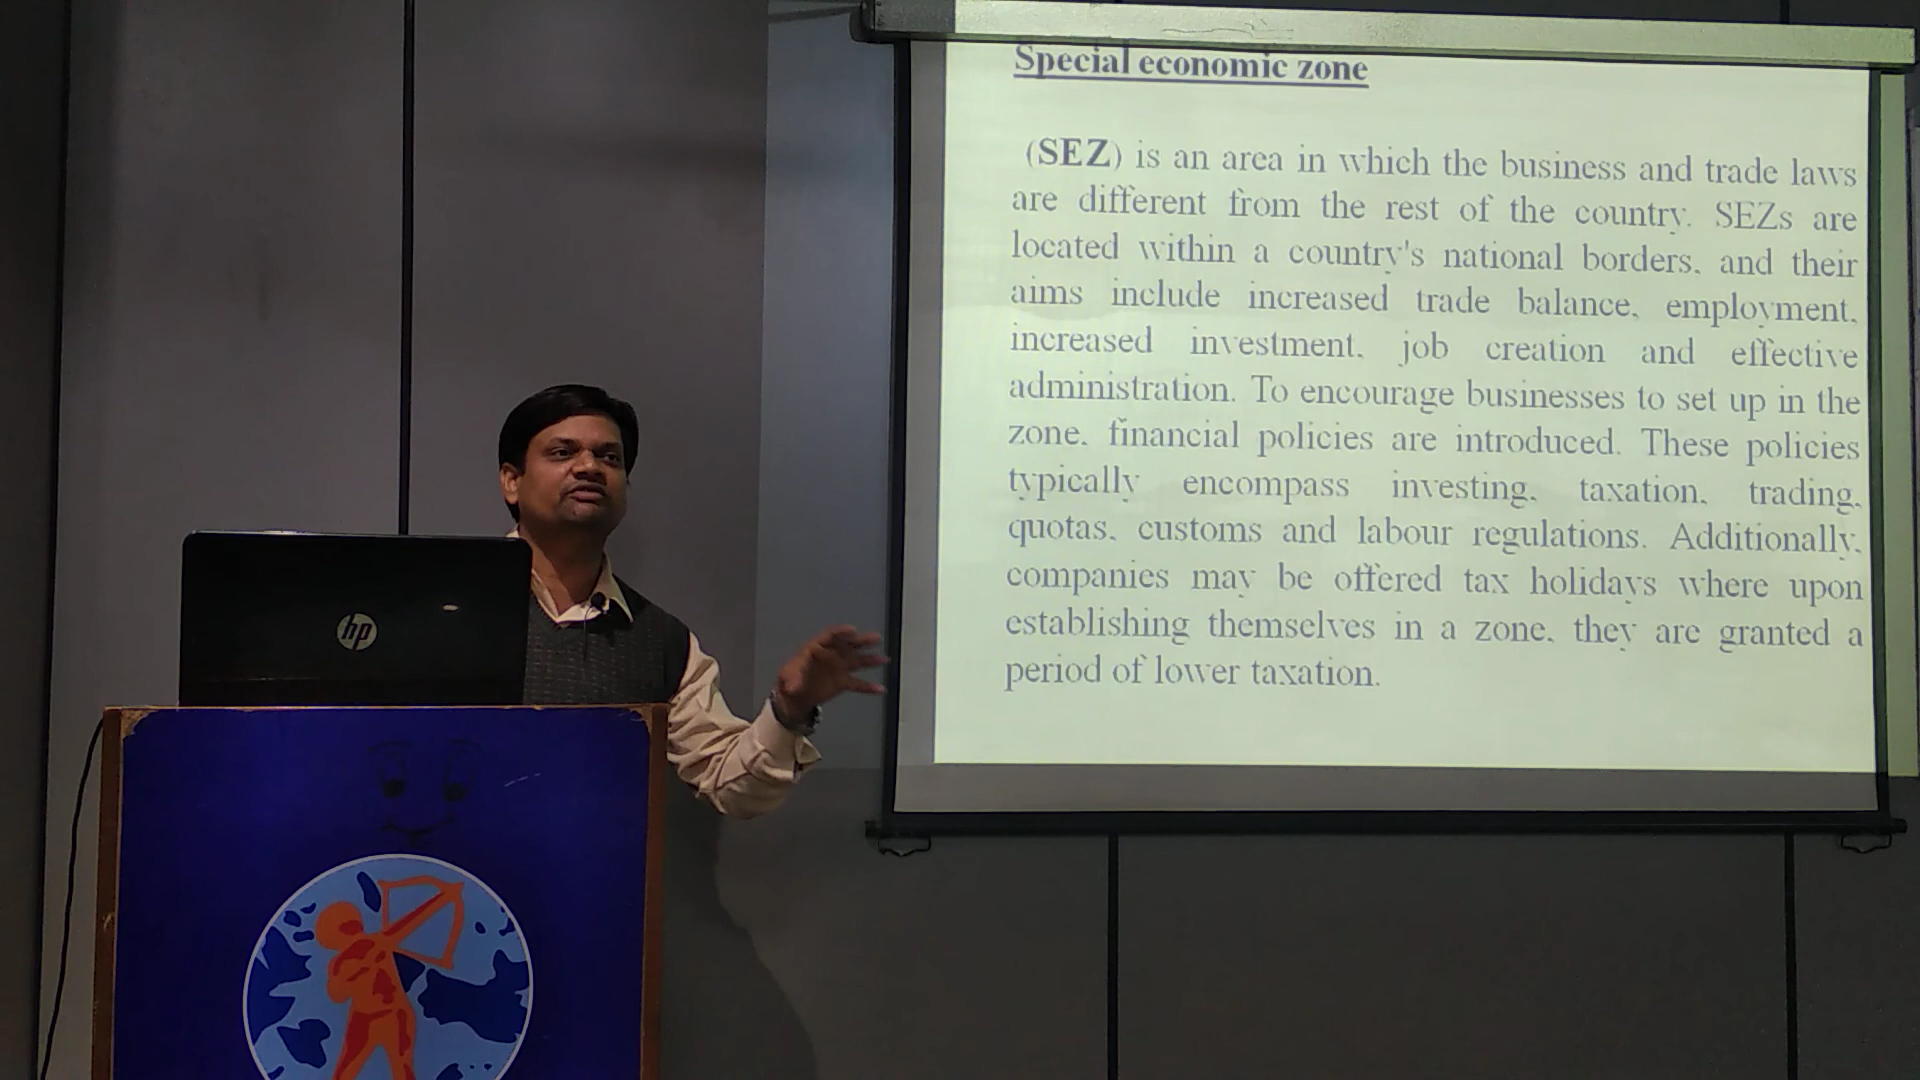 Special economic zone
(SEZ) is an area in which the business and trade laws
are different from the rest of the country. SEZs are
located within a country's national borders, and their
aims include increased trade balance, employment,
increased investment, job creation and effective
administration. To encourage businesses to set up in the
zone, financial policies are introduced. These policies
typically encompass investing, taxation, trading,
quotas, customs and labour regulations. Additionally,
companies may be offered tax holidays where upon
establishing themselves in a zone, they are granted a
period of lower taxation.
hp